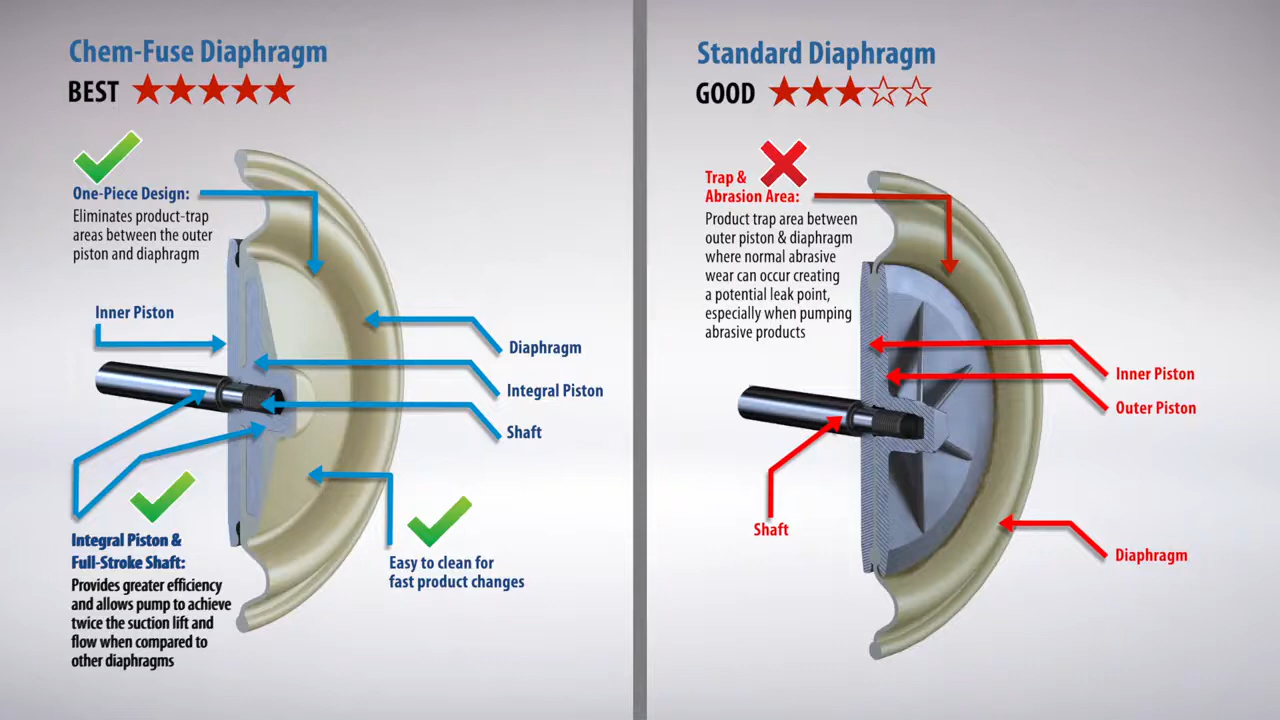 Chem-Fuse Diaphragm
BEST
One-Piece Design:
Eliminates product-trap
areas between the outer
piston and diaphragm
Inner Piston
Diaphragm
Integral Piston
Shaft
Integral Piston &
Full-Stroke Shaft:
Provides greater efficiency
and allows pump to achieve
twice the suction lift and
flow when compared to
other diaphragms
Easy to clean for
fast product changes
Standard Diaphragm
GOOD
Trap &
Abrasion Area:
Product trap area between
outer piston & diaphragm
where normal abrasive
wear can occur creating
a potential leak point,
especially when pumping
abrasive products
Inner Piston
Outer Piston
Shaft
Diaphragm